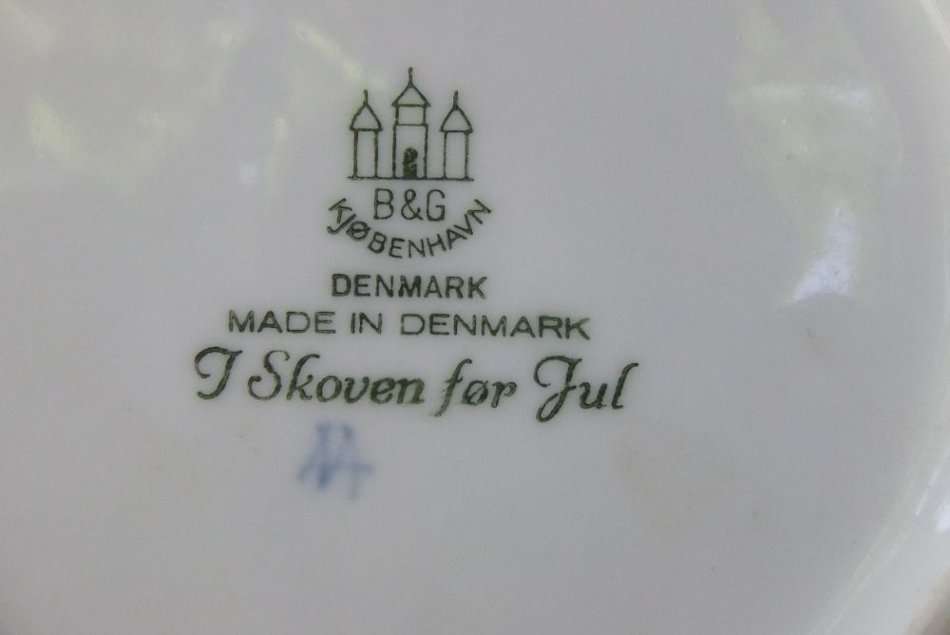 B&G
KJØBENHAVN
DENMARK
MADE IN DENMARK
I Skoven før Jul